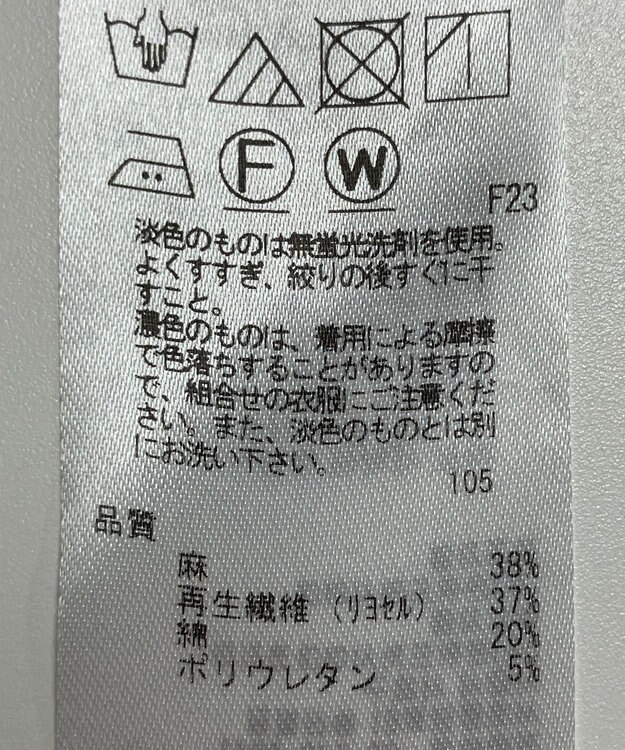 F W
F23
淡色のものは無蛍光洗剤を使用。
よくすすぎ、絞りの後すぐに干
すこと。
濃色のものは、着用による摩擦
で色落ちすることがありますの
で、組合せの衣服にご注意くだ
さい。また、淡色のものとは別
にお洗い下さい。
105
品質
麻 38%
再生繊維（リヨセル） 37%
綿 20%
ポリウレタン 5%